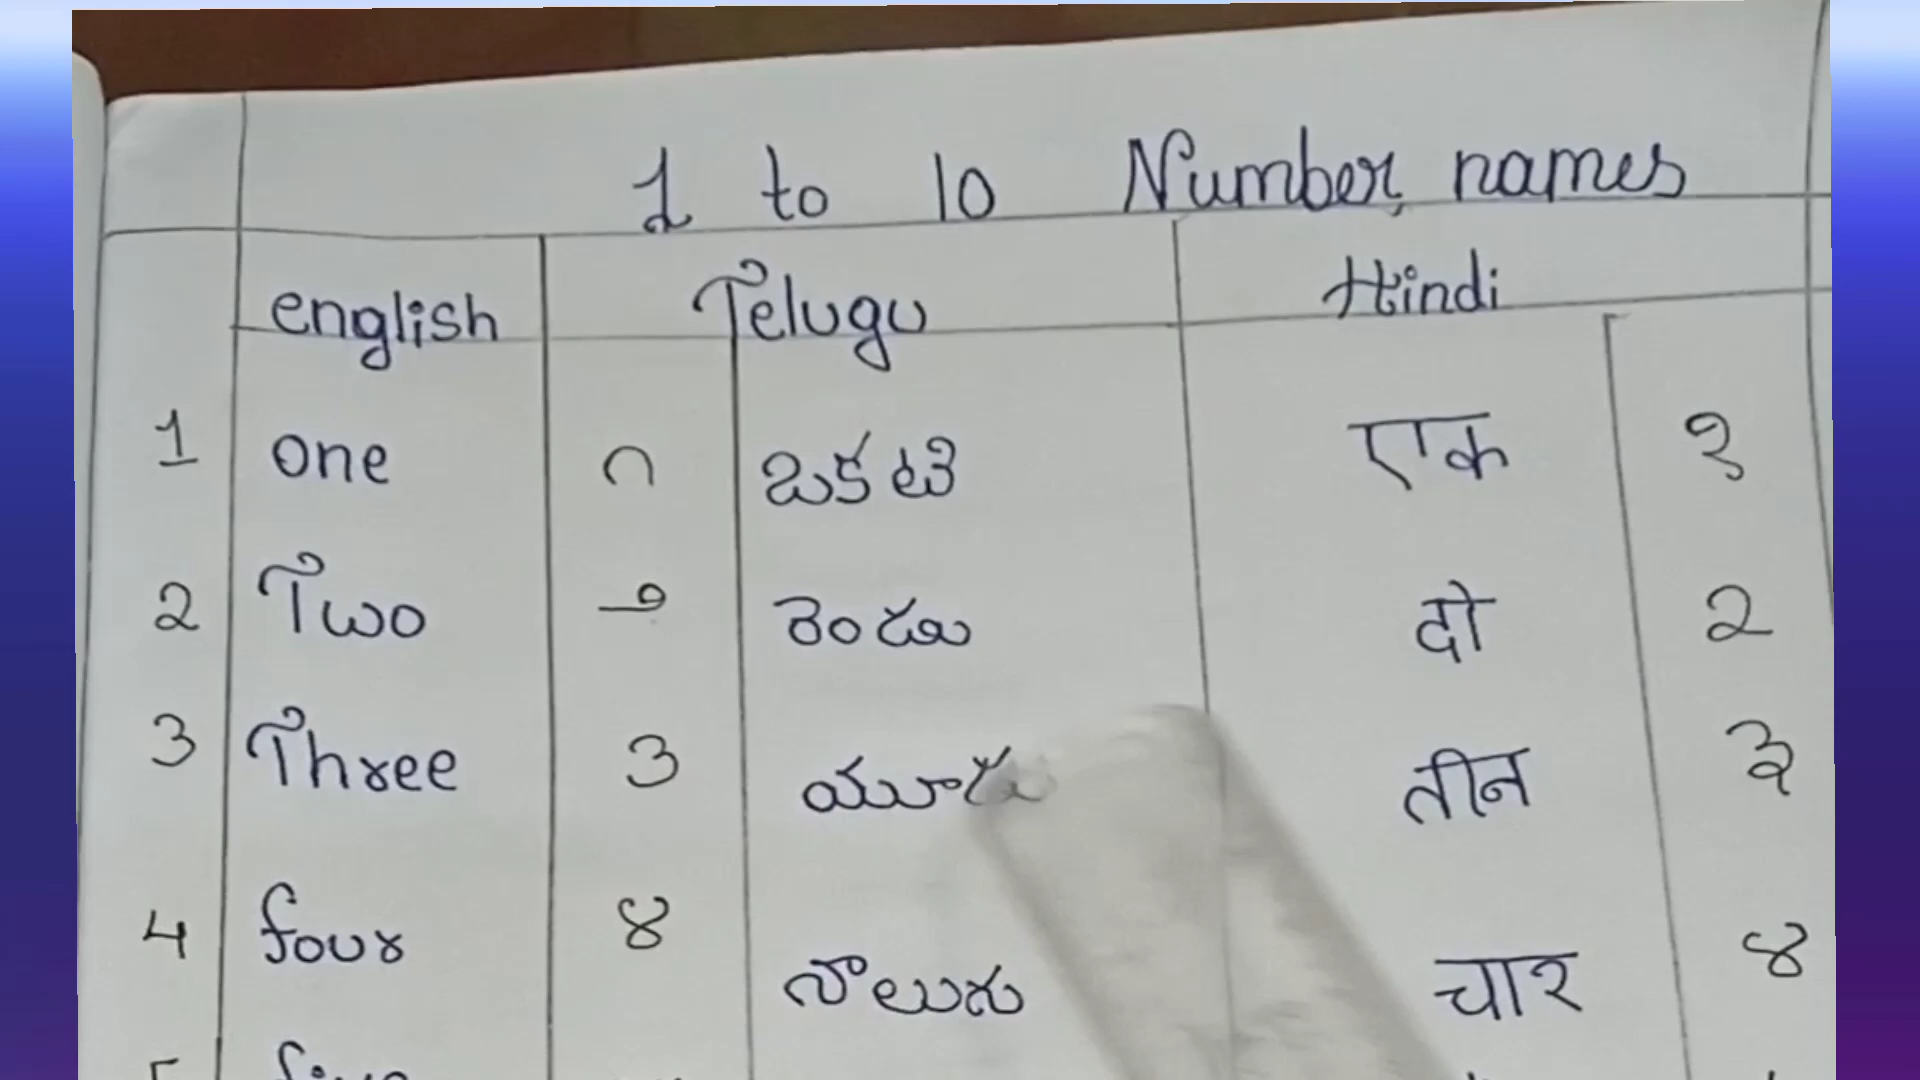 1 to 10 Number names
english Telugu Hindi
1 one ౧ ఒకటి एक १
2 Two ౨ రెండు दो २
3 Three ౩ మూడు तीन ३
4 four ౪ నాలుగు चार ४